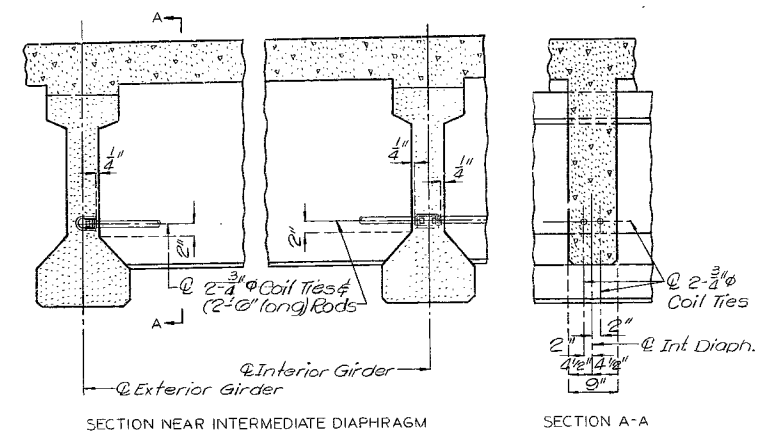 A
1/4"
1/4"
1/4"
2"
2"
℄ 2-3/4"φ Coil Ties &
(2'-6" long) Rods
℄ 2-3/4"φ
Coil Ties
A
2"
2"
℄ Int Diaph.
℄ Interior Girder
4 1/2" 4 1/2"
℄ Exterior Girder
9"
SECTION NEAR INTERMEDIATE DIAPHRAGM
SECTION A-A